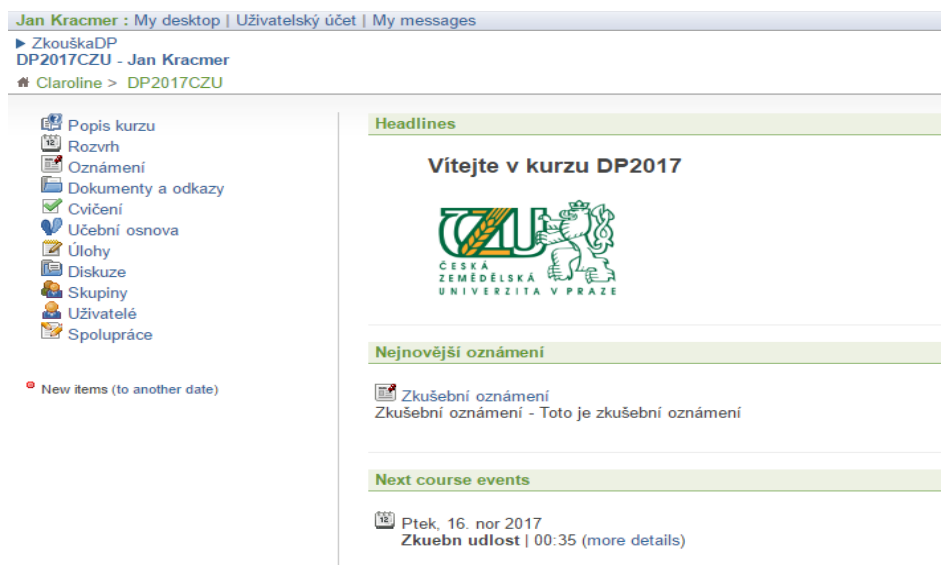 Jan Kracmer : My desktop | Uživatelský účet | My messages
ZkouškaDP
DP2017CZU - Jan Kracmer
Claroline > DP2017CZU
Popis kurzu
Rozvrh
Oznámení
Dokumenty a odkazy
Cvičení
Učební osnova
Úlohy
Diskuze
Skupiny
Uživatelé
Spolupráce
New items (to another date)
Headlines
Vítejte v kurzu DP2017
ČZU
ČESKÁ
ZEMĚDĚLSKÁ
UNIVERZITA V PRAZE
Nejnovější oznámení
Zkušební oznámení
Zkušební oznámení - Toto je zkušební oznámení
Next course events
12
Ptek, 16. nor 2017
Zkuebn udlost | 00:35 (more details)